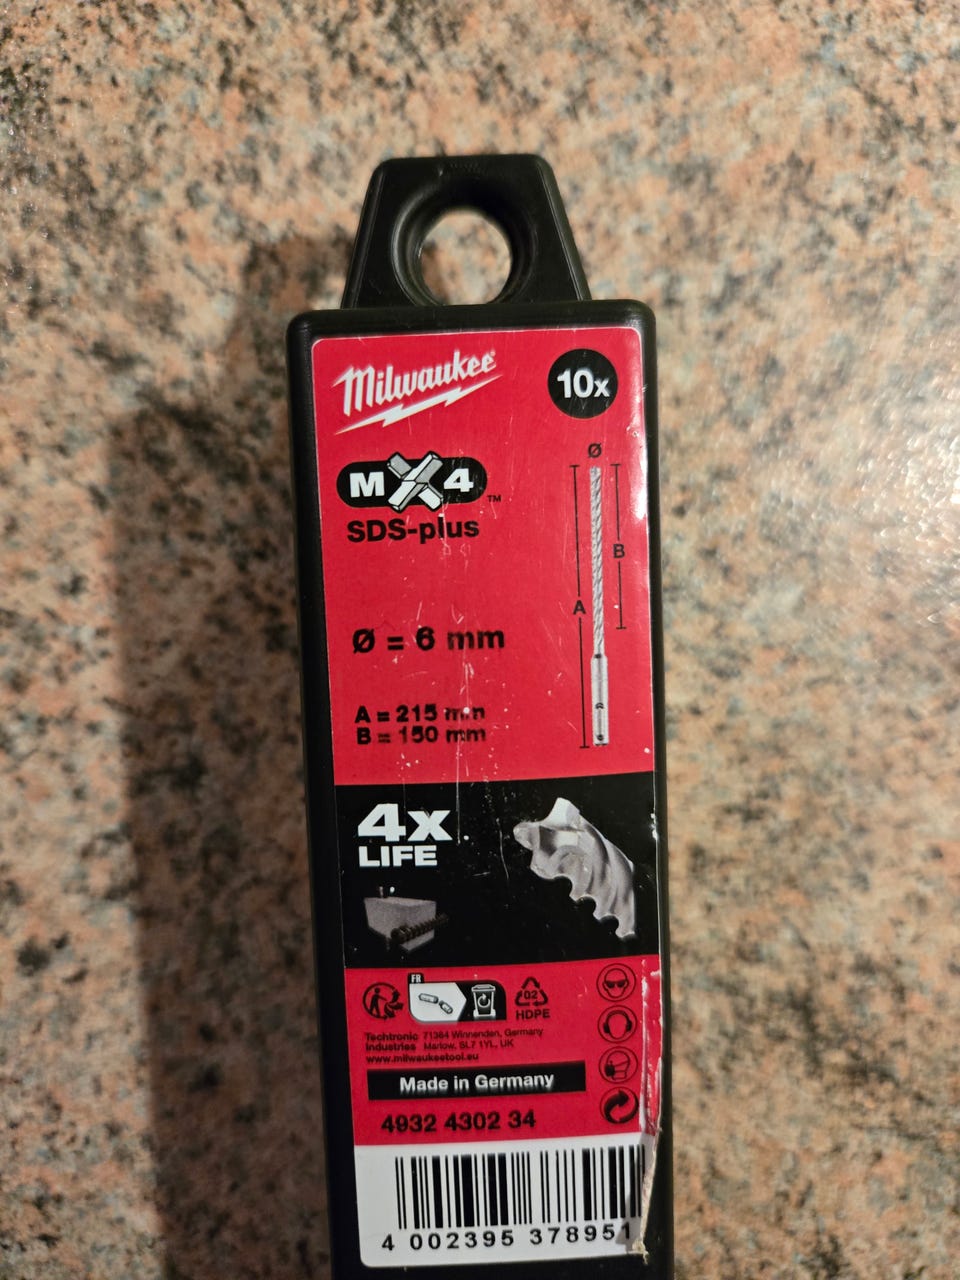 Milwaukee
10x
MX4™
SDS-plus
Ø
B
A
Ø = 6 mm
A = 215 mm
B = 150 mm
4x
LIFE
FR
02
HDPE
Techtronic 71364 Winnenden, Germany
Industries Marlow, SL7 1YL, UK
www.milwaukeetool.eu
Made in Germany
4932 4302 34
4 002395 378951